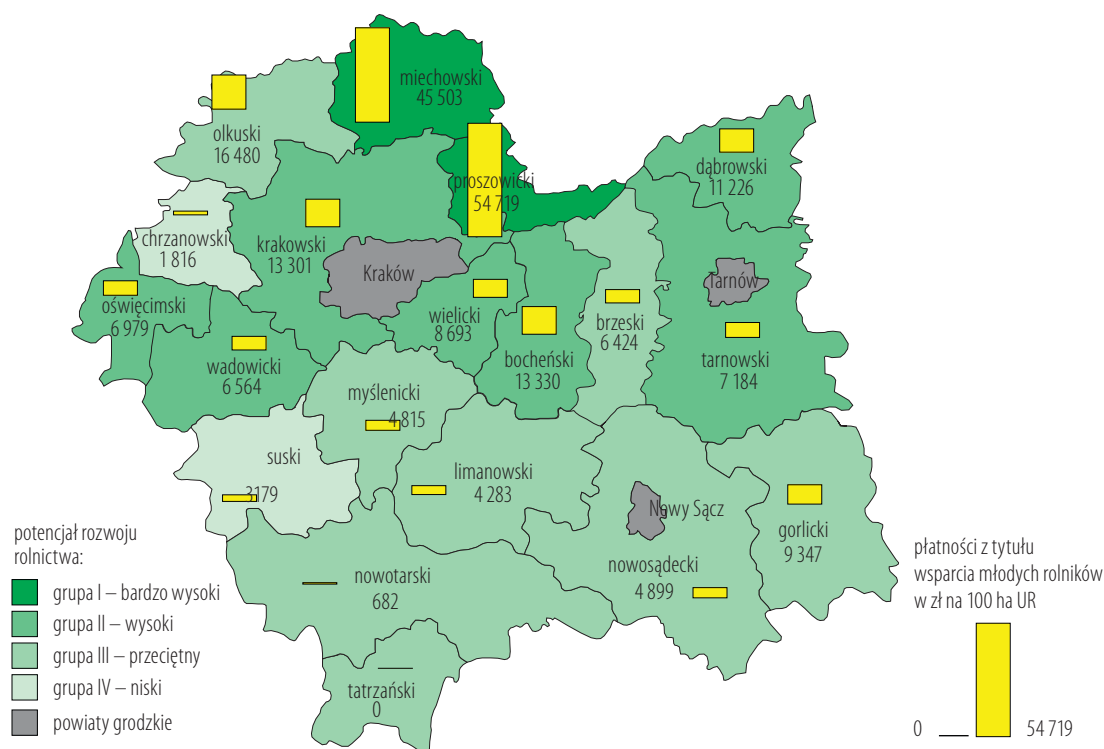 miechowski
45 503
olkuski
16 480
dąbrowski
11 226
proszowicki
54 719
chrzanowski
1 816
krakowski
13 301
Kraków
Tarnów
oświęcimski
6 979
wielicki
8 693
brzeski
6 424
wadowicki
6 564
bocheński
13 330
tarnowski
7 184
myślenicki
4 815
suski
3179
limanowski
4 283
Nowy Sącz
gorlicki
9 347
nowotarski
682
nowosądecki
4 899
tatrzański
0
potencjał rozwoju
rolnictwa:
grupa I – bardzo wysoki
grupa II – wysoki
grupa III – przeciętny
grupa IV – niski
powiaty grodzkie
płatności z tytułu
wsparcia młodych rolników
w zł na 100 ha UR
0
54 719